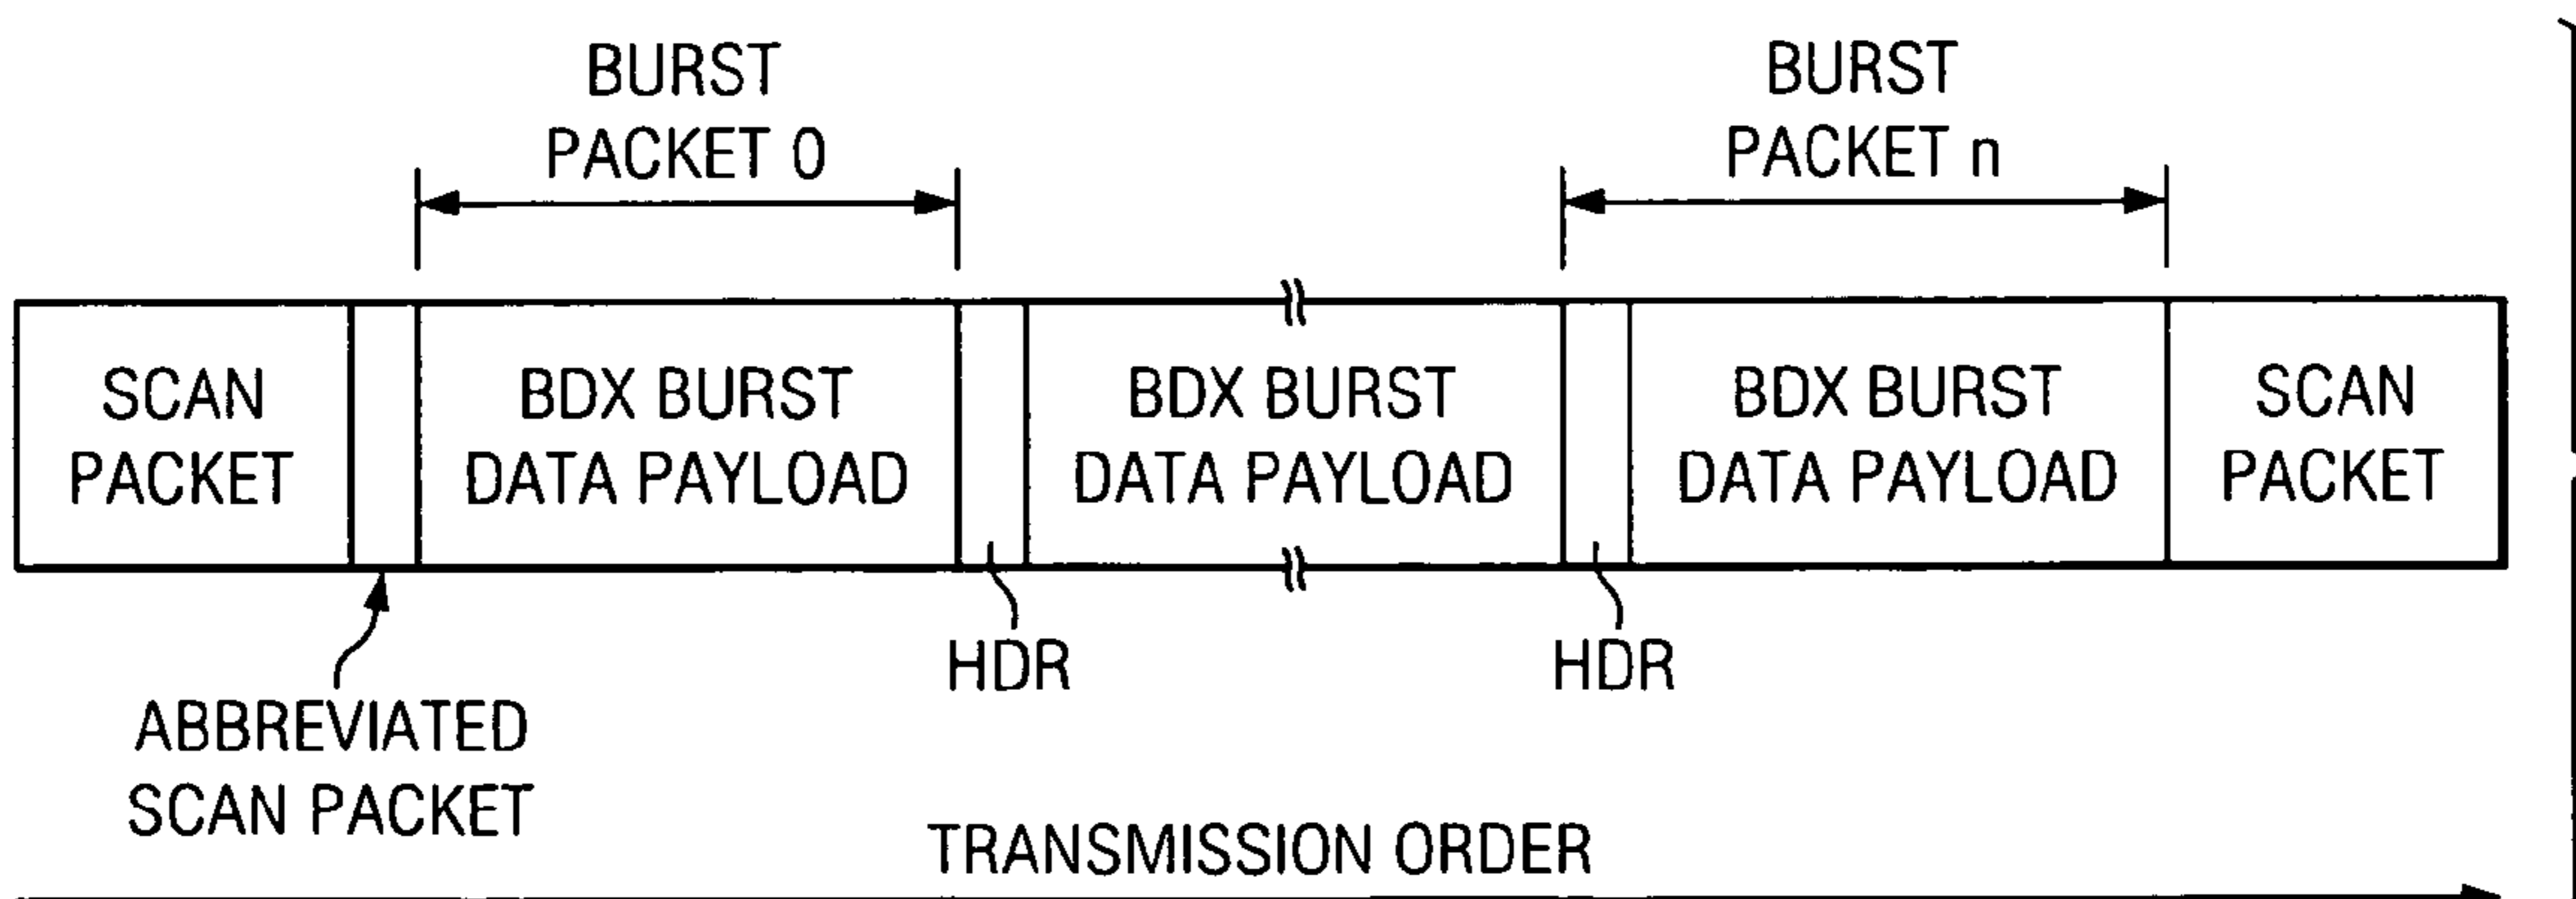 BURST
PACKET 0
BURST
PACKET n
SCAN
PACKET
BDX BURST
DATA PAYLOAD
BDX BURST
DATA PAYLOAD
BDX BURST
DATA PAYLOAD
SCAN
PACKET
HDR
HDR
ABBREVIATED
SCAN PACKET
TRANSMISSION ORDER